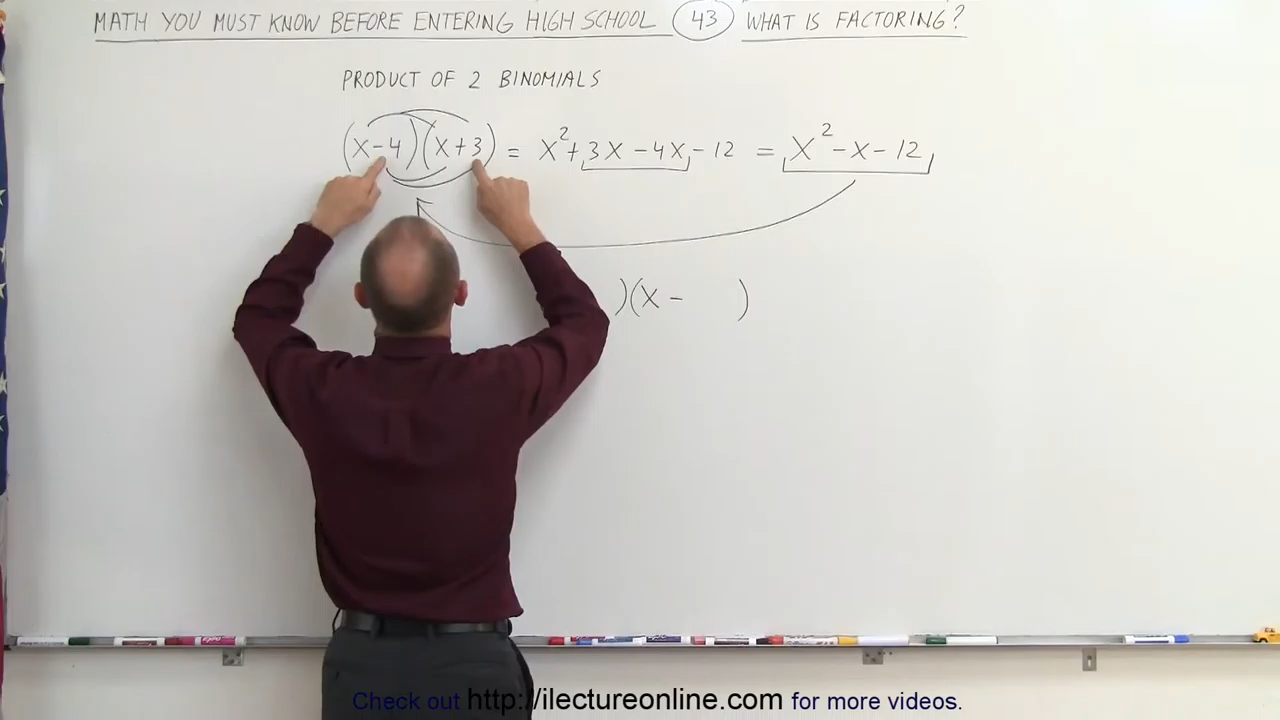 MATH YOU MUST KNOW BEFORE ENTERING HIGH SCHOOL 43 WHAT IS FACTORING?
PRODUCT OF 2 BINOMIALS
(x-4)(x+3) = x²+3x-4x-12 = x²-x-12
)(x - )
Check out http://ilectureonline.com for more videos.